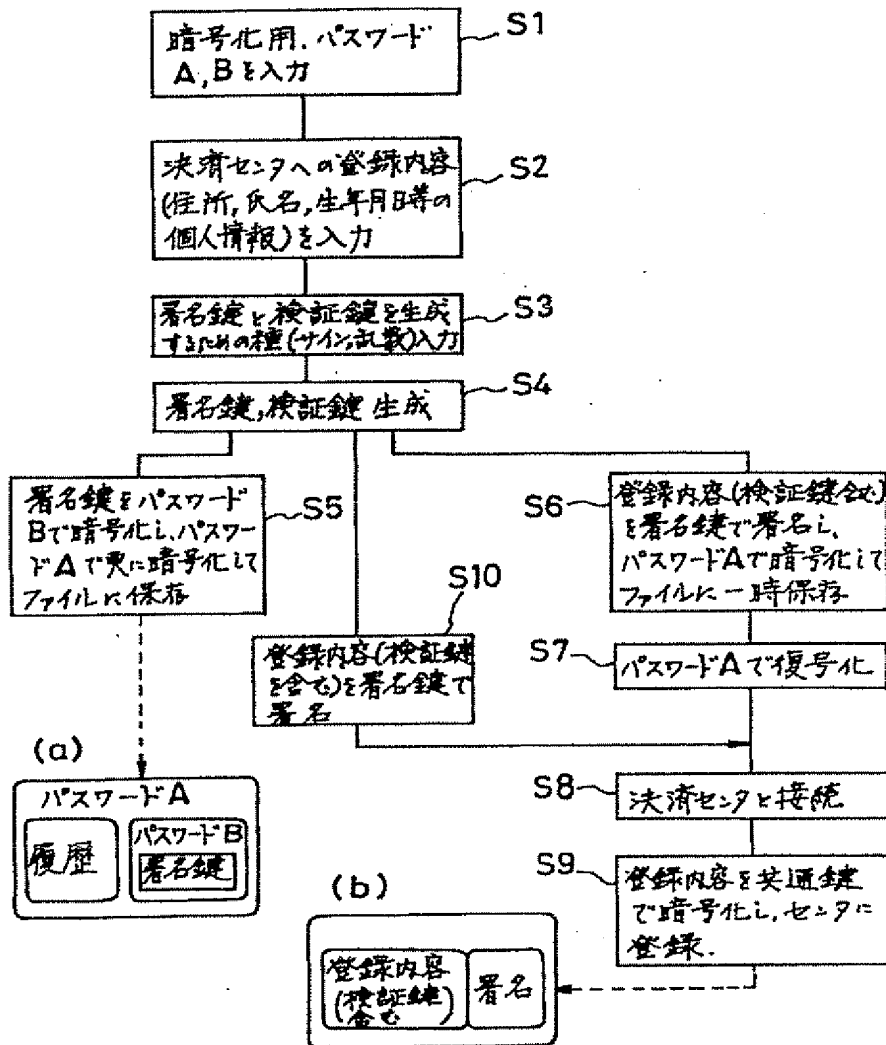 暗号化用、パスワード
A,Bを入力
S1
決済センタへの登録内容
(住所,氏名,生年月日等の
個人情報)を入力
S2
署名鍵と検証鍵を生成
するための種(サイン,乱数)入力
S3
署名鍵,検証鍵 生成
S4
署名鍵をパスワード
Bで暗号化し、パスワー
ドAで更に暗号化して
ファイルに保存
S5
S6
登録内容(検証鍵含む)
を署名鍵で署名し、
パスワードAで暗号化して
ファイルに一時保存
S10
登録内容(検証鍵
を含む)を署名鍵で
署名
S7
パスワードAで復号化
(a)
パスワードA
履歴
パスワードB
署名鍵
S8
決済センタと接続
S9
登録内容を共通鍵
で暗号化し、センタに
登録.
(b)
登録内容
(検証鍵
含む)
署名